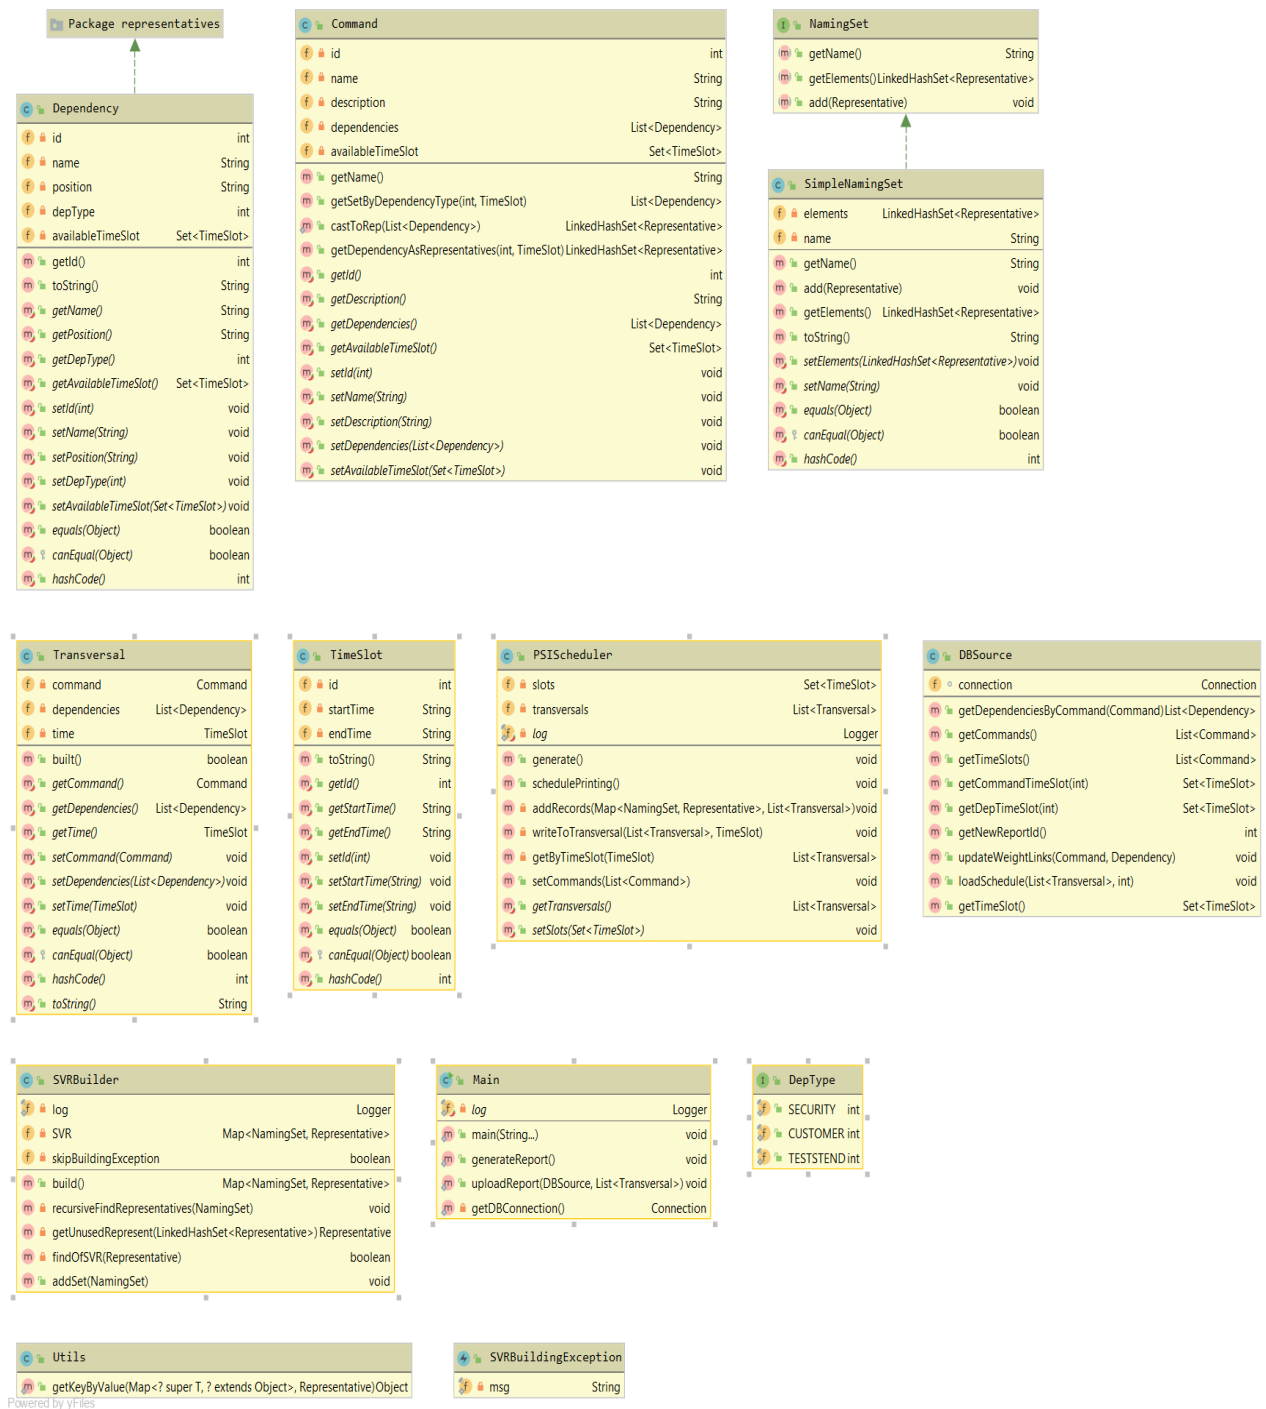 Package representatives
Dependency
id int
name String
position String
depType int
availableTimeSlot Set<TimeSlot>
getId() int
toString() String
getName() String
getPosition() String
getDepType() int
getAvailableTimeSlot() Set<TimeSlot>
setId(int) void
setName(String) void
setPosition(String) void
setDepType(int) void
setAvailableTimeSlot(Set<TimeSlot>) void
equals(Object) boolean
canEqual(Object) boolean
hashCode() int
Command
id int
name String
description String
dependencies List<Dependency>
availableTimeSlot Set<TimeSlot>
getName() String
getSetByDependencyType(int, TimeSlot) List<Dependency>
castToRep(List<Dependency>) LinkedHashSet<Representative>
getDependencyAsRepresentatives(int, TimeSlot) LinkedHashSet<Representative>
getId() int
getDescription() String
getDependencies() List<Dependency>
getAvailableTimeSlot() Set<TimeSlot>
setId(int) void
setName(String) void
setDescription(String) void
setDependencies(List<Dependency>) void
setAvailableTimeSlot(Set<TimeSlot>) void
NamingSet
getName() String
getElements() LinkedHashSet<Representative>
add(Representative) void
SimpleNamingSet
elements LinkedHashSet<Representative>
name String
getName() String
add(Representative) void
getElements() LinkedHashSet<Representative>
toString() String
setElements(LinkedHashSet<Representative>) void
setName(String) void
equals(Object) boolean
canEqual(Object) boolean
hashCode() int
Transversal
command Command
dependencies List<Dependency>
time TimeSlot
built() boolean
getCommand() Command
getDependencies() List<Dependency>
getTime() TimeSlot
setCommand(Command) void
setDependencies(List<Dependency>) void
setTime(TimeSlot) void
equals(Object) boolean
canEqual(Object) boolean
hashCode() int
toString() String
TimeSlot
id int
startTime String
endTime String
toString() String
getId() int
getStartTime() String
getEndTime() String
setId(int) void
setStartTime(String) void
setEndTime(String) void
equals(Object) boolean
canEqual(Object) boolean
hashCode() int
PSIScheduler
slots Set<TimeSlot>
transversals List<Transversal>
log Logger
generate() void
schedulePrinting() void
addRecords(Map<NamingSet, Representative>, List<Transversal>) void
writeToTransversal(List<Transversal>, TimeSlot) void
getByTimeSlot(TimeSlot) List<Transversal>
setCommands(List<Command>) void
getTransversals() List<Transversal>
setSlots(Set<TimeSlot>) void
DBSource
connection Connection
getDependenciesByCommand(Command) List<Dependency>
getCommands() List<Command>
getTimeSlots() List<Command>
getCommandTimeSlot(int) Set<TimeSlot>
getDepTimeSlot(int) Set<TimeSlot>
getNewReportId() int
updateWeightLinks(Command, Dependency) void
loadSchedule(List<Transversal>, int) void
getTimeSlot() Set<TimeSlot>
SVRBuilder
log Logger
SVR Map<NamingSet, Representative>
skipBuildingException boolean
build() Map<NamingSet, Representative>
recursiveFindRepresentatives(NamingSet) void
getUnusedRepresent(LinkedHashSet<Representative>) Representative
findOfSVR(Representative) boolean
addSet(NamingSet) void
Main
log Logger
main(String...) void
generateReport() void
uploadReport(DBSource, List<Transversal>) void
getDBConnection() Connection
DepType
SECURITY int
CUSTOMER int
TESTSTEND int
Utils
getKeyByValue(Map<? super T, ? extends Object>, Representative) Object
SVRBuildingException
msg String
Powered by yFiles